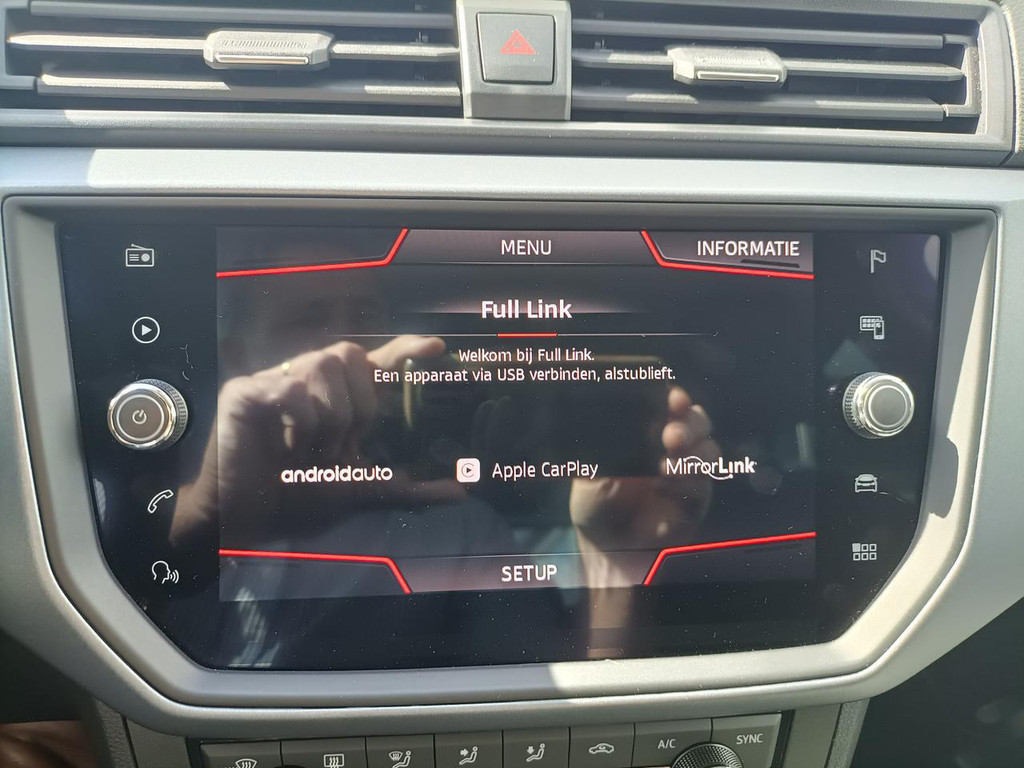 MENU
INFORMATIE
Full Link
Welkom bij Full Link.
Een apparaat via USB verbinden, alstublieft.
androidauto
Apple CarPlay
MirrorLink
SETUP
A/C
SYNC